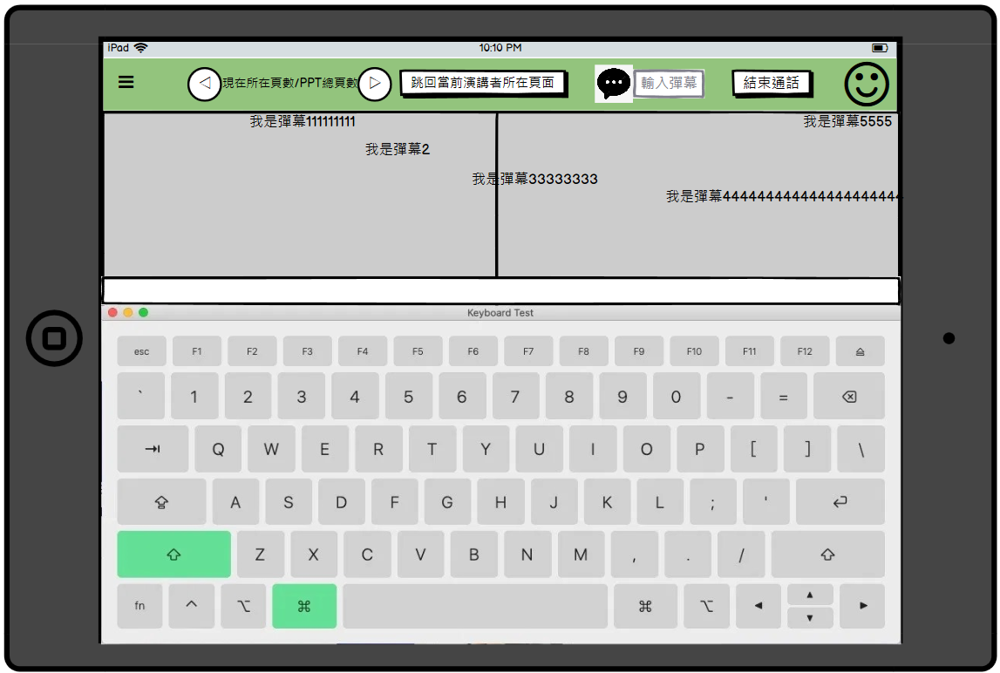 iPad 10:10 PM
現在所在頁數/PPT總頁數 跳回當前演講者所在頁面 輸入彈幕 結束通話
我是彈幕111111111 我是彈幕5555
我是彈幕2
我是彈幕33333333
我是彈幕444444444444444444444
Keyboard Test
esc F1 F2 F3 F4 F5 F6 F7 F8 F9 F10 F11 F12
` 1 2 3 4 5 6 7 8 9 0 - =
Q W E R T Y U I O P [ ] \
A S D F G H J K L ; '
Z X C V B N M , . /
fn ^ ⌥ ⌘ ⌘ ⌥